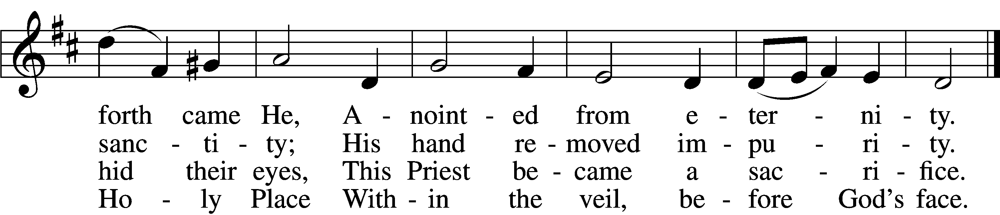 forth came He, A - noint - ed from e - ter - ni - ty.
sanc - ti - ty; His hand re - moved im - pu - ri - ty.
hid their eyes, This Priest be - came a sac - ri - fice.
Ho - ly Place With - in the veil, be - fore God's face.